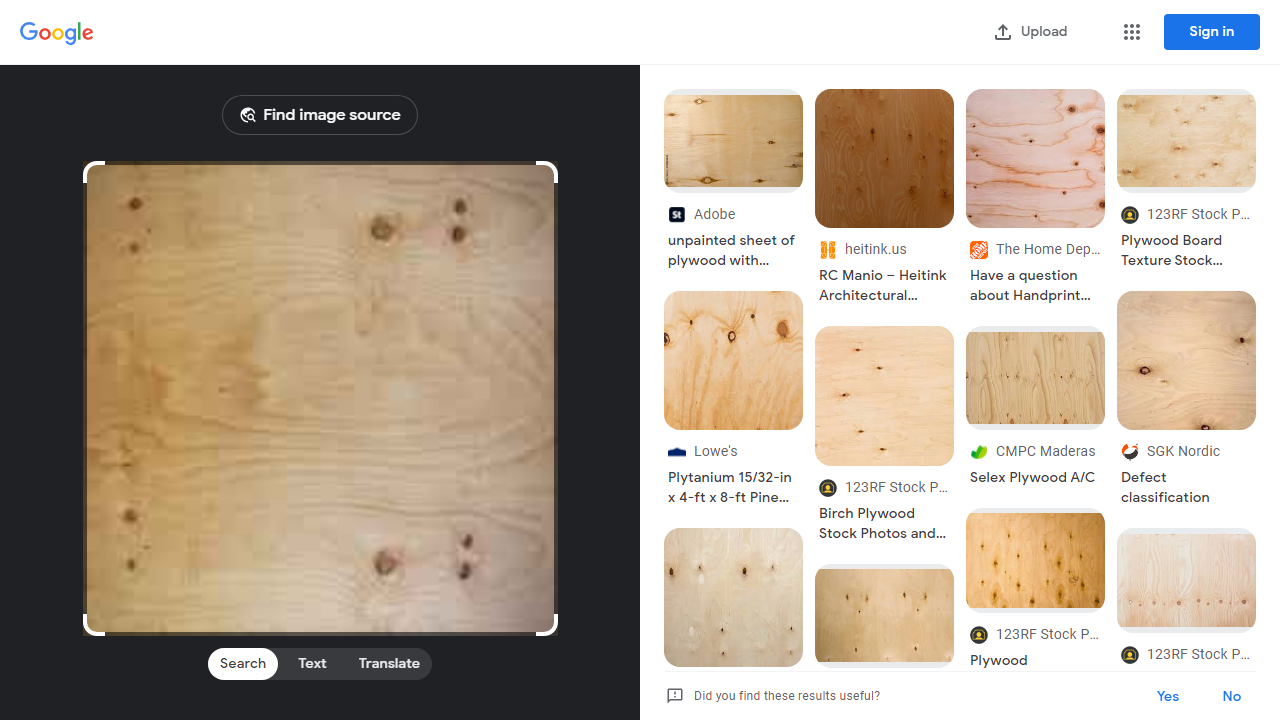 Google
Upload
Sign in
Find image source
Search
Text
Translate
Adobe
unpainted sheet of
plywood with...
heitink.us
RC Manio – Heitink
Architectural...
The Home Dep...
Have a question
about Handprint...
123RF Stock P...
Plywood Board
Texture Stock...
Lowe's
Plytanium 15/32-in
x 4-ft x 8-ft Pine...
123RF Stock P...
Birch Plywood
Stock Photos and...
CMPC Maderas
Selex Plywood A/C
SGK Nordic
Defect
classification
123RF Stock P...
Plywood
123RF Stock P...
Did you find these results useful?
Yes
No